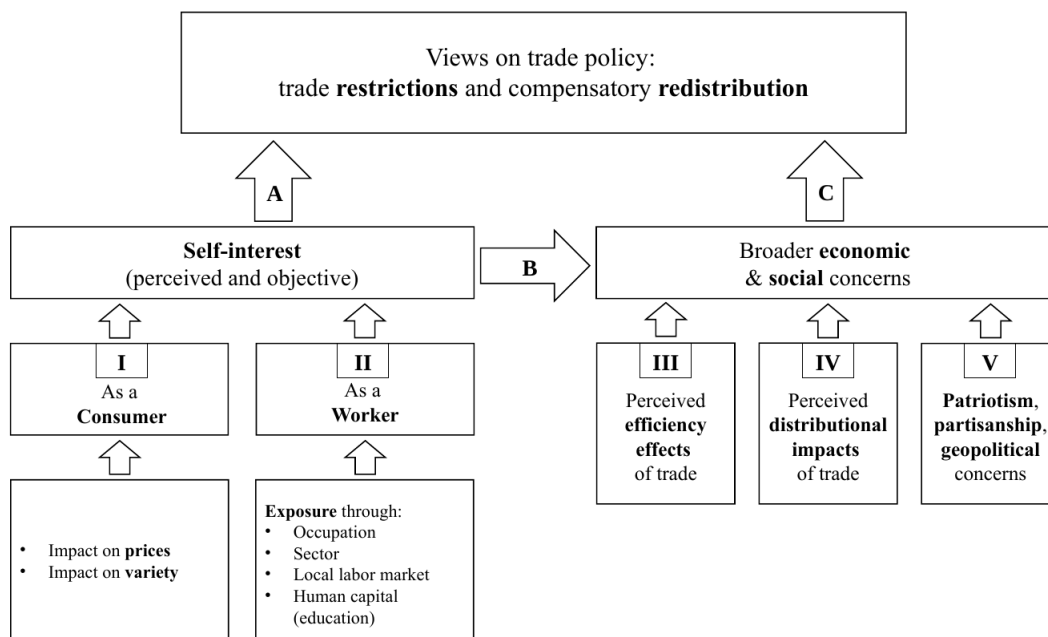 Views on trade policy:
trade restrictions and compensatory redistribution
A
C
Self-interest
(perceived and objective)
B
Broader economic
& social concerns
I
As a
Consumer
II
As a
Worker
III
Perceived
efficiency
effects
of trade
IV
Perceived
distributional
impacts
of trade
V
Patriotism,
partisanship,
geopolitical
concerns
• Impact on prices
• Impact on variety
Exposure through:
• Occupation
• Sector
• Local labor market
• Human capital
(education)